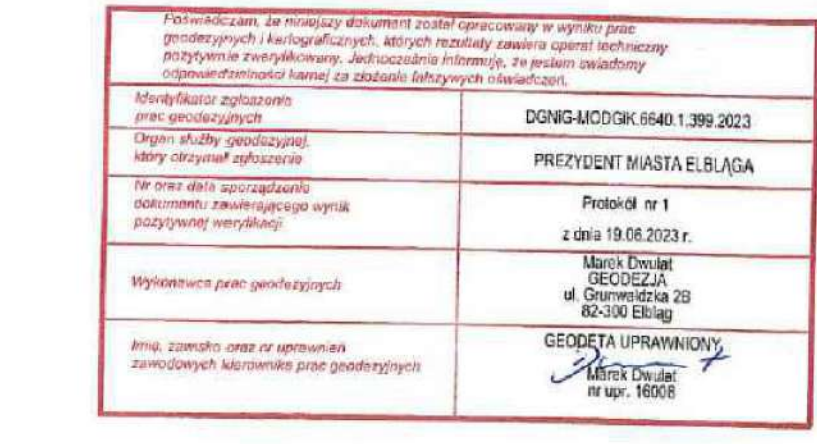 Poświadczam, że niniejszy dokument został opracowany w wyniku prac
geodezyjnych i kartograficznych, których rezultaty zawiera operat techniczny
pozytywnie zweryfikowany. Jednocześnie informuję, że jestem świadomy
odpowiedzialności karnej za złożenie fałszywych oświadczeń.
Identyfikator zgłoszenia
prac geodezyjnych
DGNiG-MODGiK.6640.1.399.2023
Organ służby geodezyjnej,
który otrzymał zgłoszenie
PREZYDENT MIASTA ELBLĄGA
Nr oraz data sporządzenia
dokumentu zawierającego wynik
pozytywnej weryfikacji
Protokół nr 1
z dnia 19.06.2023 r.
Wykonawca prac geodezyjnych
Marek Dwulat
GEODEZJA
ul. Grunwaldzka 2B
82-300 Elbląg
Imię, nazwisko oraz nr uprawnień
zawodowych kierownika prac geodezyjnych
GEODETA UPRAWNIONY
Marek Dwulat
nr upr. 16008